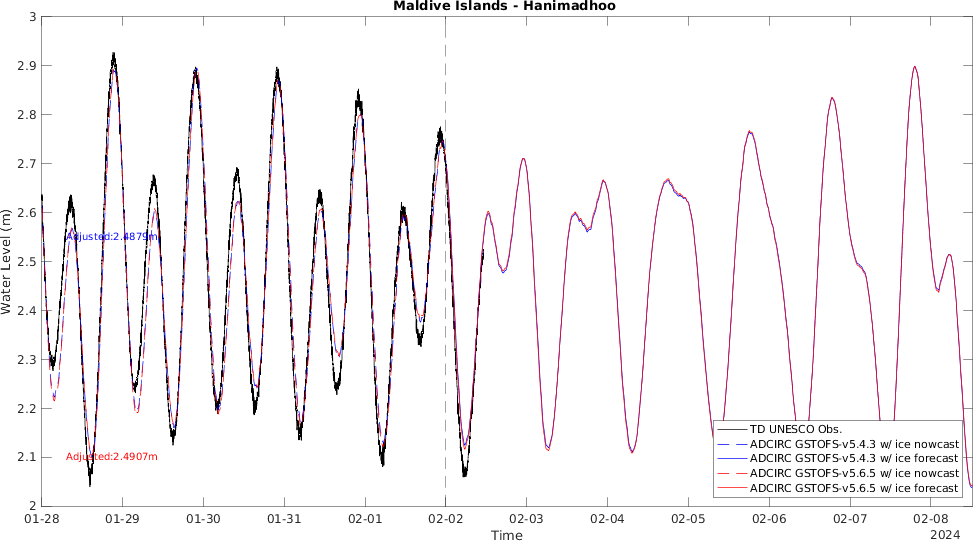 Maldive Islands - Hanimadhoo
Water Level (m)
3
2.9
2.8
2.7
2.6
2.5
2.4
2.3
2.2
2.1
2
Adjusted:2.4879m
Adjusted:2.4907m
TD UNESCO Obs.
ADCIRC GSTOFS-v5.4.3 w/ ice nowcast
ADCIRC GSTOFS-v5.4.3 w/ ice forecast
ADCIRC GSTOFS-v5.6.5 w/ ice nowcast
ADCIRC GSTOFS-v5.6.5 w/ ice forecast
01-28 01-29 01-30 01-31 02-01 02-02 02-03 02-04 02-05 02-06 02-07 02-08
2024
Time